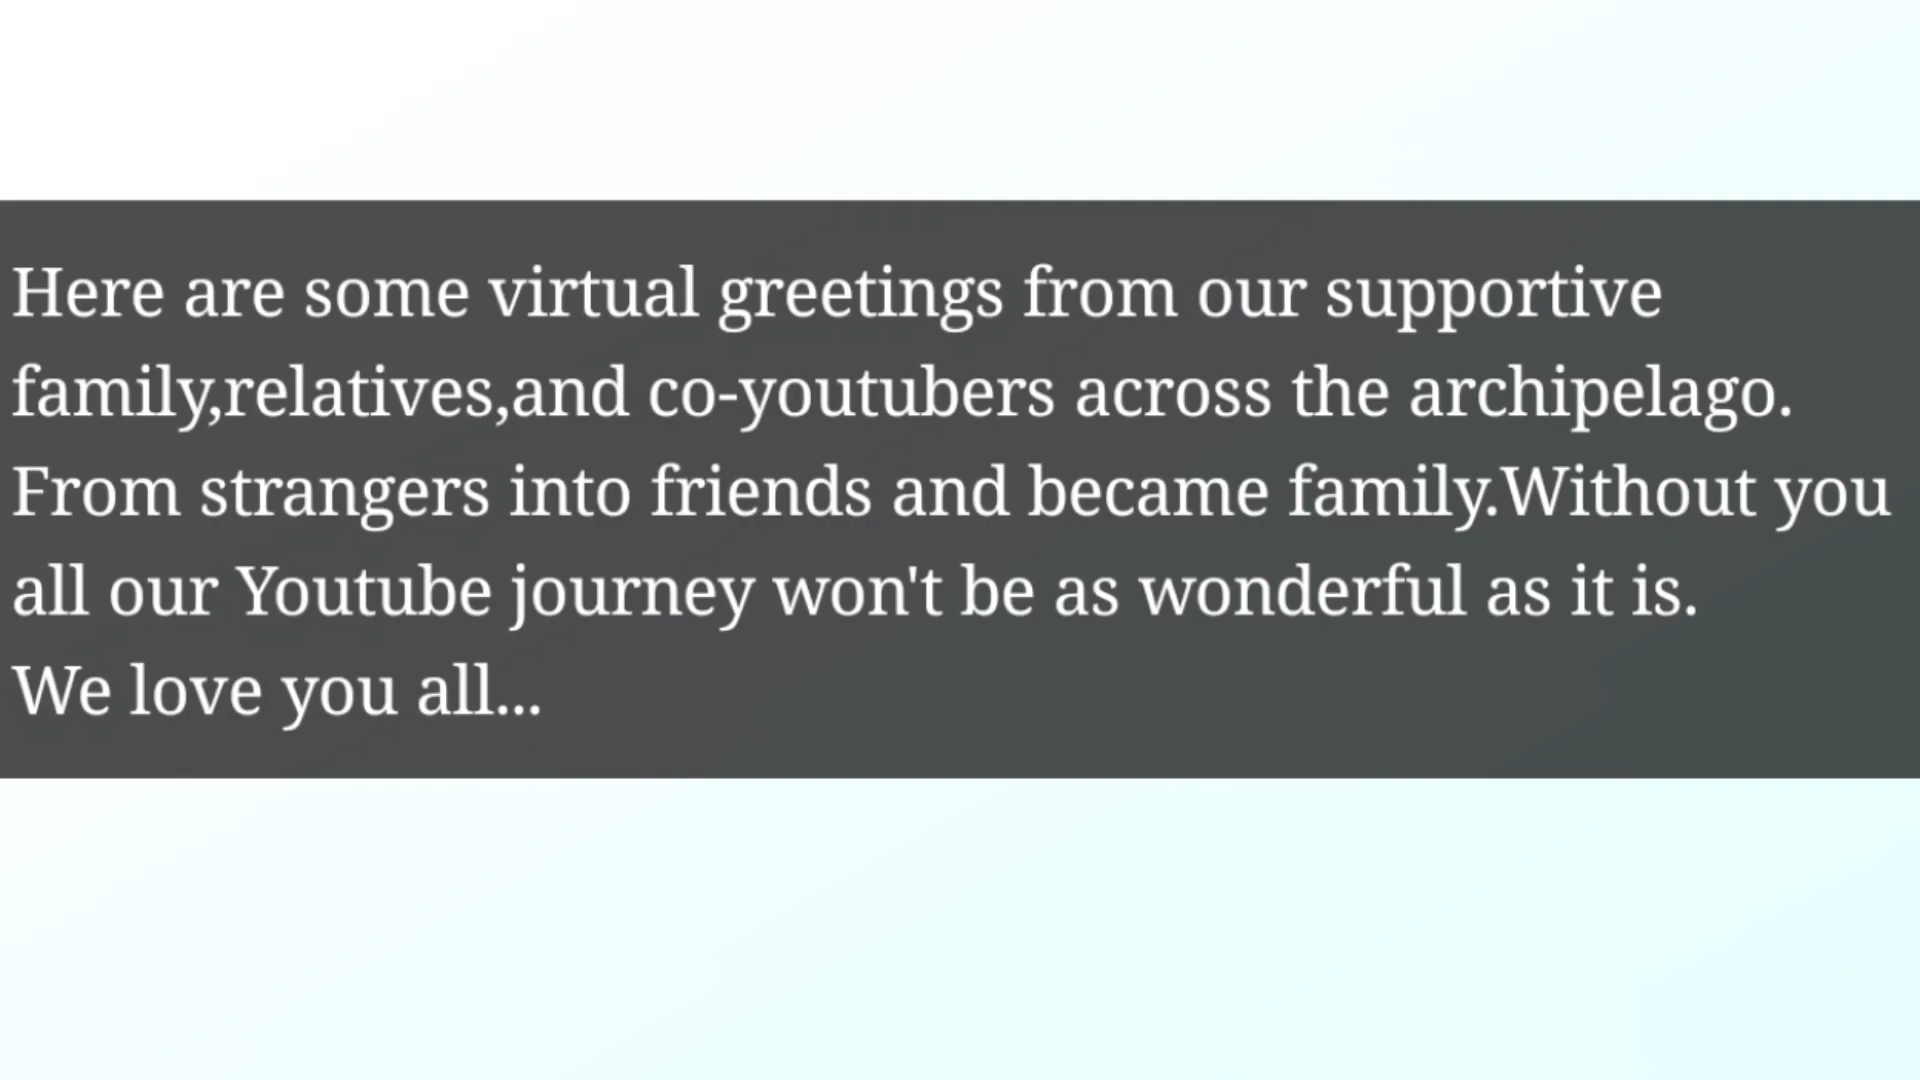 Here are some virtual greetings from our supportive
family,relatives,and co-youtubers across the archipelago.
From strangers into friends and became family.Without you
all our Youtube journey won't be as wonderful as it is.
We love you all...